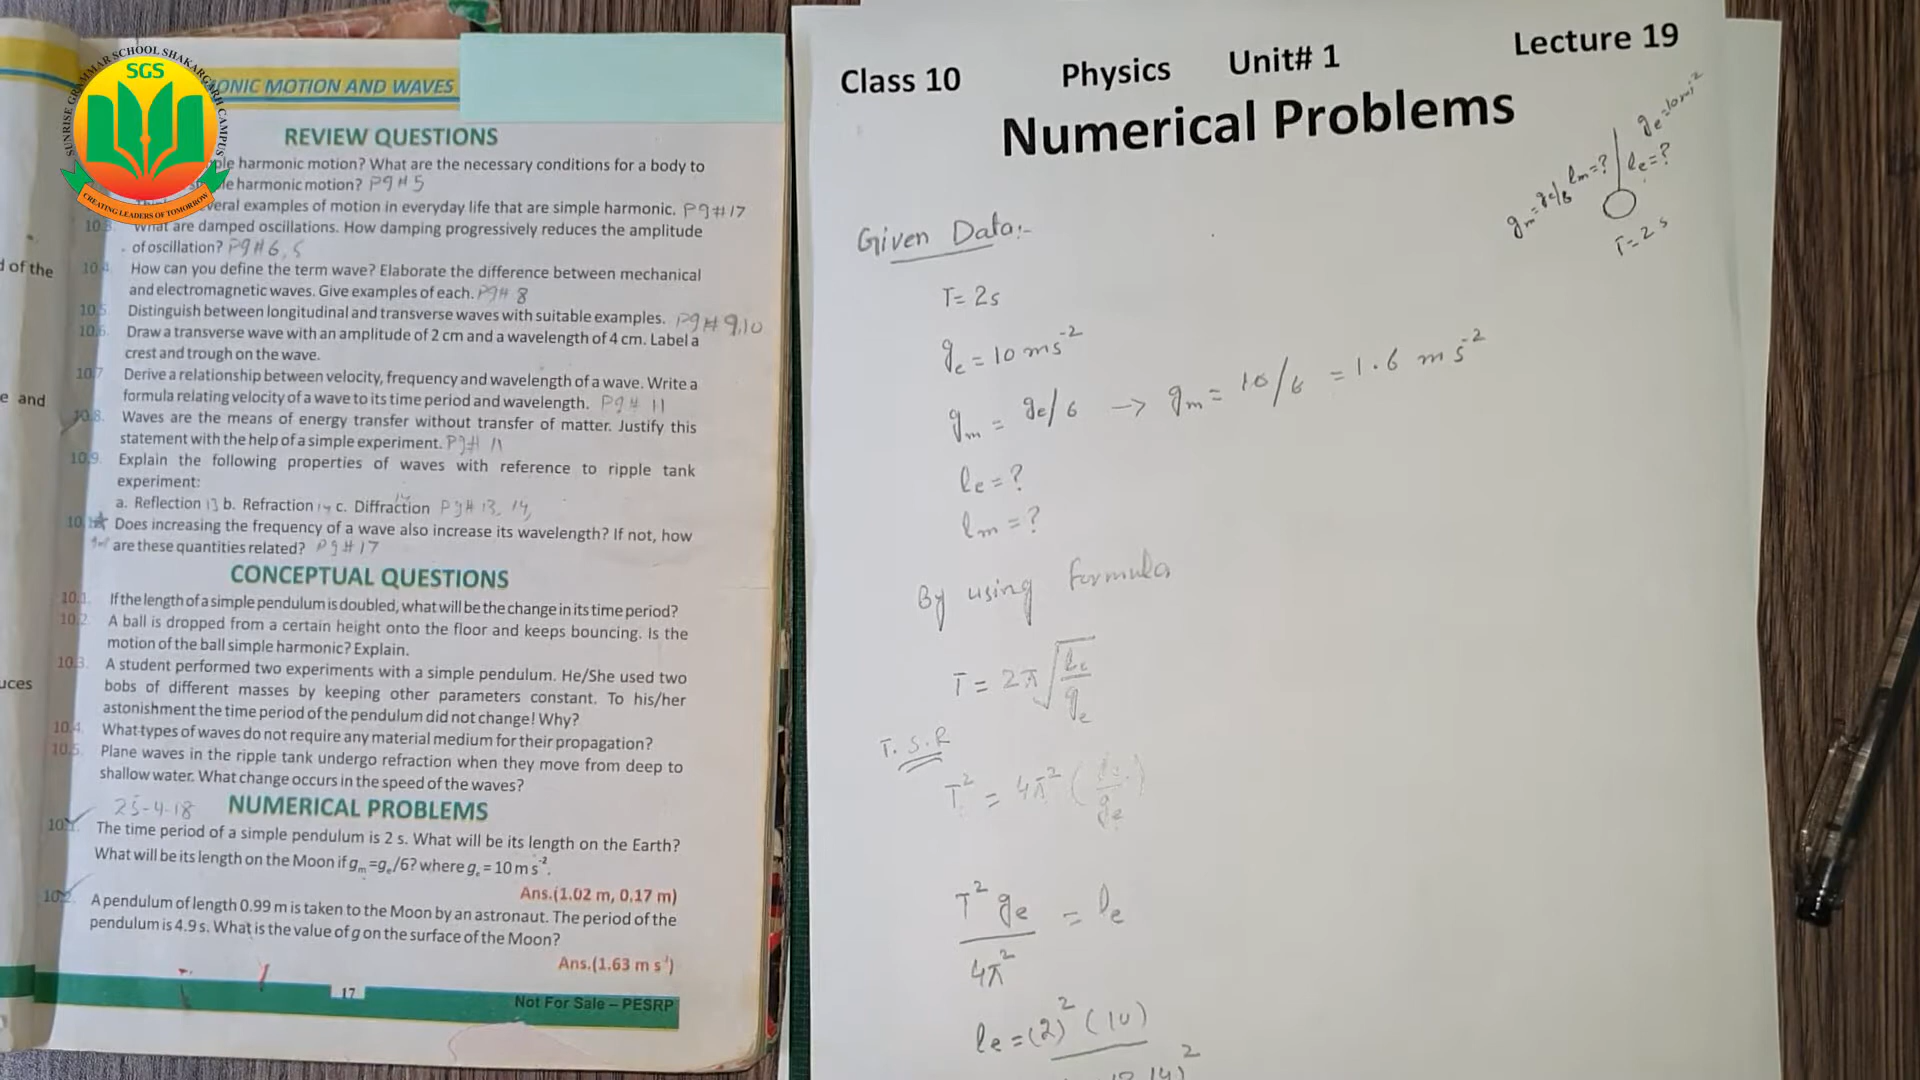 SUNRISE GRAMMAR SCHOOL SHAKARGARH CAMPUS
SGS
CREATING LEADERS OF TOMORROW
ONIC MOTION AND WAVES
REVIEW QUESTIONS
ple harmonic motion? What are the necessary conditions for a body to
le harmonic motion? Pg# 5
veral examples of motion in everyday life that are simple harmonic. Pg#17
10.3. What are damped oscillations. How damping progressively reduces the amplitude
of oscillation? Pg#6, 5
10.4. How can you define the term wave? Elaborate the difference between mechanical
and electromagnetic waves. Give examples of each. Pg# 8
10.5. Distinguish between longitudinal and transverse waves with suitable examples. Pg# 9,10
10.6. Draw a transverse wave with an amplitude of 2 cm and a wavelength of 4 cm. Label a
crest and trough on the wave.
10.7 Derive a relationship between velocity, frequency and wavelength of a wave. Write a
formula relating velocity of a wave to its time period and wavelength. Pg# 11
10.8. Waves are the means of energy transfer without transfer of matter. Justify this
statement with the help of a simple experiment. Pg# 11
10.9. Explain the following properties of waves with reference to ripple tank
experiment:
a. Reflection 13 b. Refraction 14 c. Diffraction 14 Pg# 13, 14,
Does increasing the frequency of a wave also increase its wavelength? If not, how
are these quantities related? Pg#17
CONCEPTUAL QUESTIONS
10.1. If the length of a simple pendulum is doubled, what will be the change in its time period?
10.2. A ball is dropped from a certain height onto the floor and keeps bouncing. Is the
motion of the ball simple harmonic? Explain.
10.3. A student performed two experiments with a simple pendulum. He/She used two
bobs of different masses by keeping other parameters constant. To his/her
astonishment the time period of the pendulum did not change! Why?
10.4. What types of waves do not require any material medium for their propagation?
10.5. Plane waves in the ripple tank undergo refraction when they move from deep to
shallow water. What change occurs in the speed of the waves?
25-4-18 NUMERICAL PROBLEMS
10.1. The time period of a simple pendulum is 2 s. What will be its length on the Earth?
What will be its length on the Moon if gₘ=gₑ/6? where gₑ = 10 m s⁻².
Ans.(1.02 m, 0.17 m)
10.2. A pendulum of length 0.99 m is taken to the Moon by an astronaut. The period of the
pendulum is 4.9 s. What is the value of g on the surface of the Moon?
Ans.(1.63 m s⁻¹)
17
Not For Sale – PESRP
d of the
e and
uces
Class 10 Physics Unit# 1 Lecture 19
Numerical Problems
gₑ=10ms⁻²
lₑ=?
gₘ=gₑ/6 lₘ=?
T=2s
Given Data:-
T= 2s
gₑ = 10 ms⁻²
gₘ = gₑ/6 → gₘ = 10/6 = 1.6 m s⁻²
lₑ = ?
lₘ = ?
By using formula
T = 2π√(lₑ/gₑ)
T.S.R
T² = 4π² (lₑ/gₑ)
T² gₑ / 4π² = lₑ
lₑ = (2)² (10)